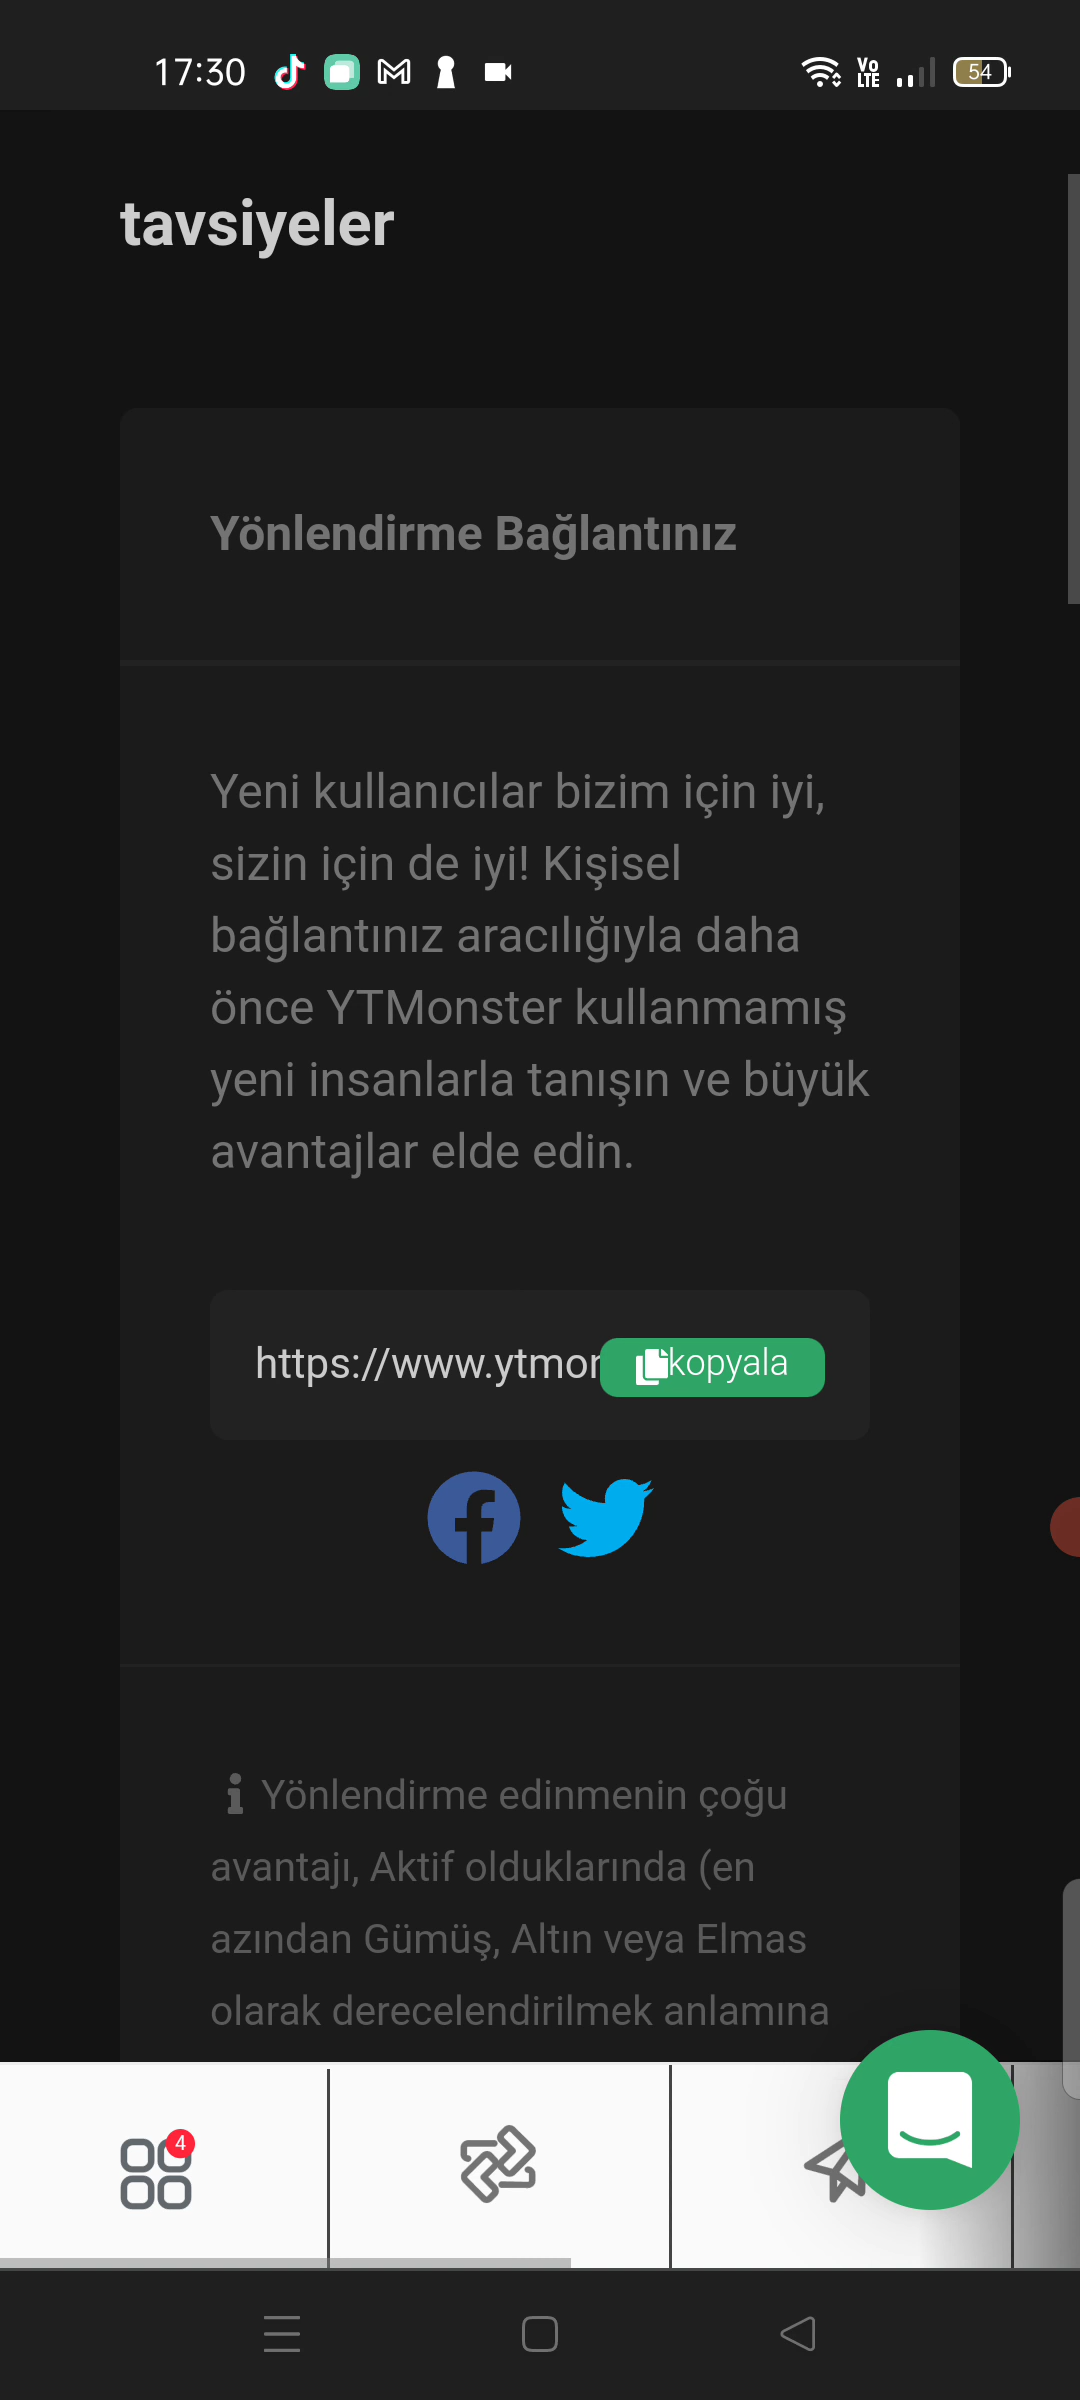 17:30
Vo
LTE
54
tavsiyeler
Yönlendirme Bağlantınız
Yeni kullanıcılar bizim için iyi,
sizin için de iyi! Kişisel
bağlantınız aracılığıyla daha
önce YTMonster kullanmamış
yeni insanlarla tanışın ve büyük
avantajlar elde edin.
https://www.ytmon
kopyala
Yönlendirme edinmenin çoğu
avantajı, Aktif olduklarında (en
azından Gümüş, Altın veya Elmas
olarak derecelendirilmek anlamına
4